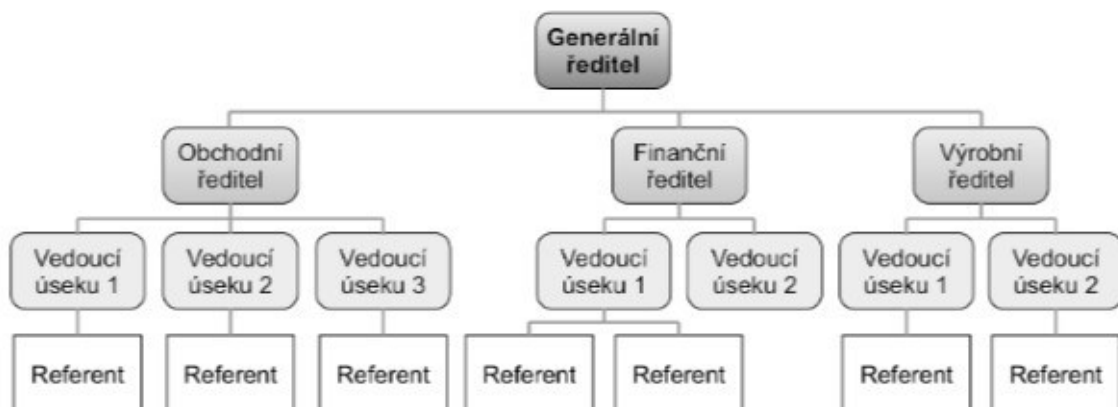 Generální
ředitel
Obchodní
ředitel
Finanční
ředitel
Výrobní
ředitel
Vedoucí
úseku 1
Vedoucí
úseku 2
Vedoucí
úseku 3
Vedoucí
úseku 1
Vedoucí
úseku 2
Vedoucí
úseku 1
Vedoucí
úseku 2
Referent
Referent
Referent
Referent
Referent
Referent
Referent